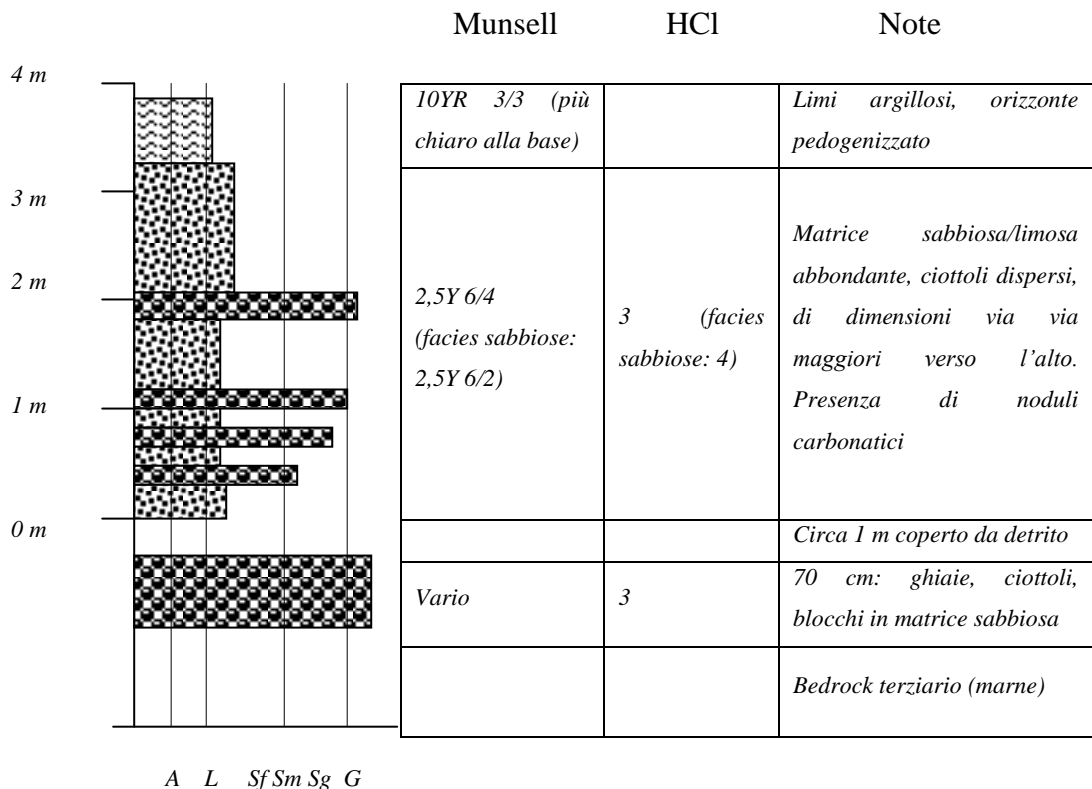 Munsell HCl Note
4 m
3 m
2 m
1 m
0 m
10YR 3/3 (più
chiaro alla base)
Limi argillosi, orizzonte
pedogenizzato
2,5Y 6/4
(facies sabbiose:
2,5Y 6/2)
3 (facies
sabbiose: 4)
Matrice sabbiosa/limosa
abbondante, ciottoli dispersi,
di dimensioni via via
maggiori verso l'alto.
Presenza di noduli
carbonatici
Circa 1 m coperto da detrito
Vario
3
70 cm: ghiaie, ciottoli,
blocchi in matrice sabbiosa
Bedrock terziario (marne)
A L Sf Sm Sg G